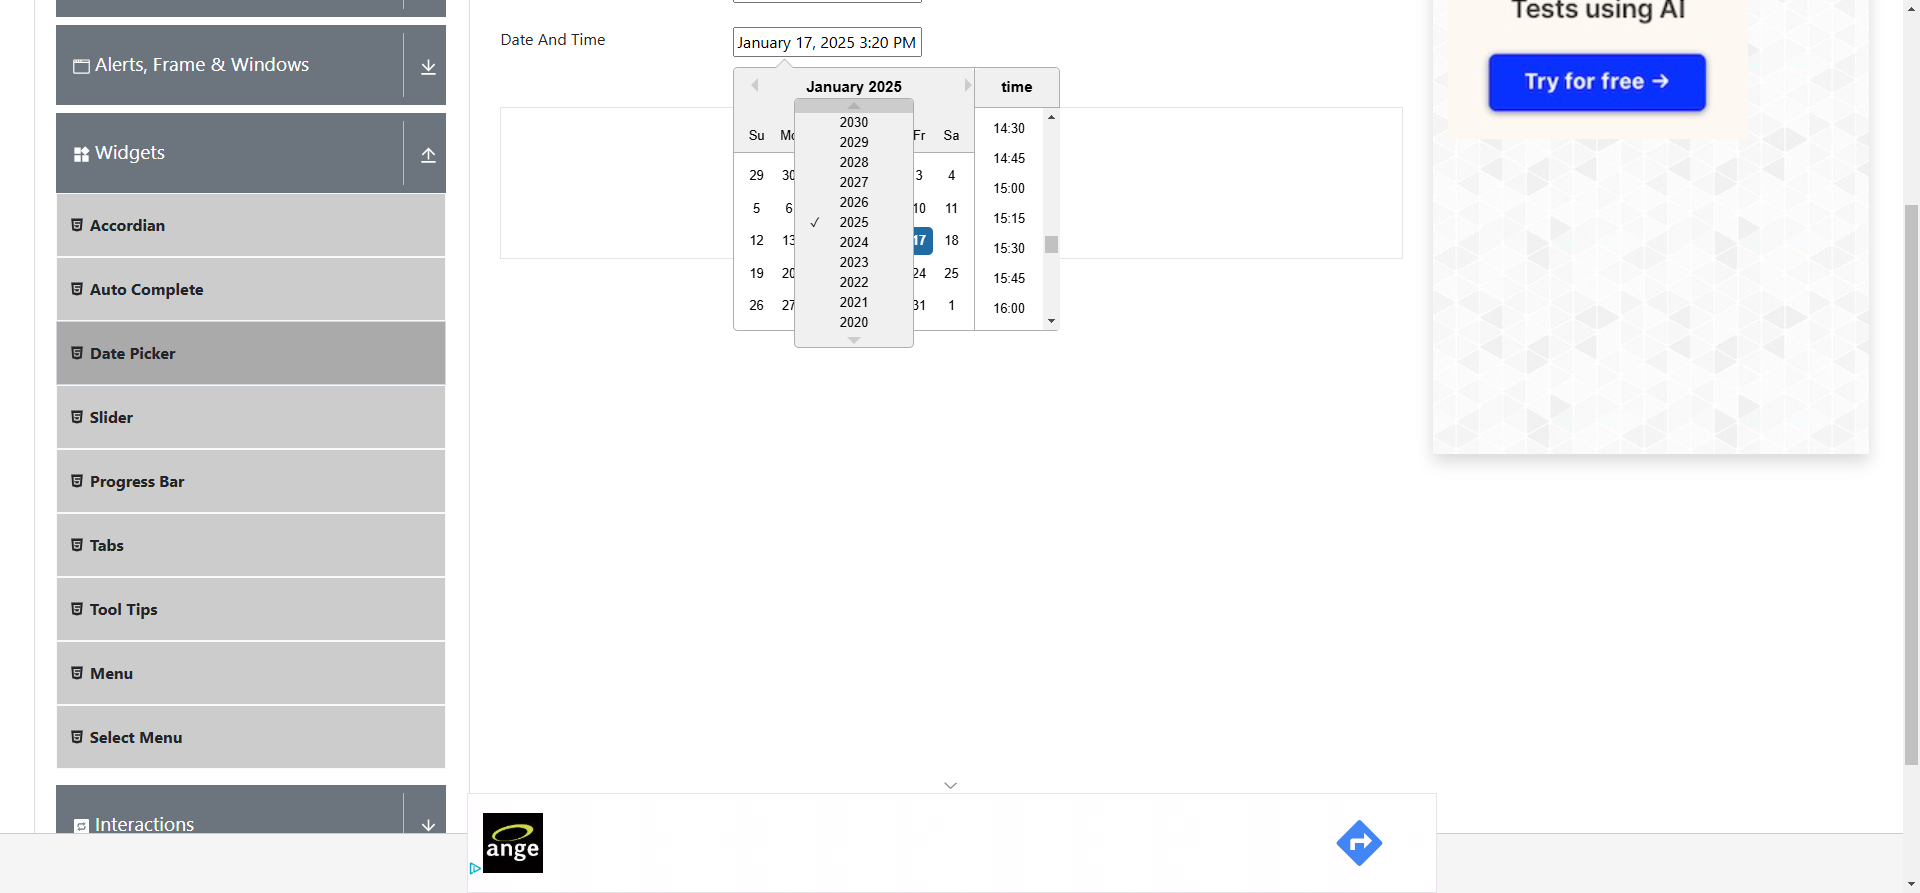 Tests using AI
Try for free →
Date And Time
January 17, 2025 3:20 PM
Alerts, Frame & Windows
Widgets
Accordian
Auto Complete
Date Picker
Slider
Progress Bar
Tabs
Tool Tips
Menu
Select Menu
Interactions
January 2025
time
Su Mo Fr Sa
29 30 3 4
5 6 10 11
12 13 17 18
19 20 24 25
26 27 31 1
2030
2029
2028
2027
2026
✓ 2025
2024
2023
2022
2021
2020
14:30
14:45
15:00
15:15
15:30
15:45
16:00
ange